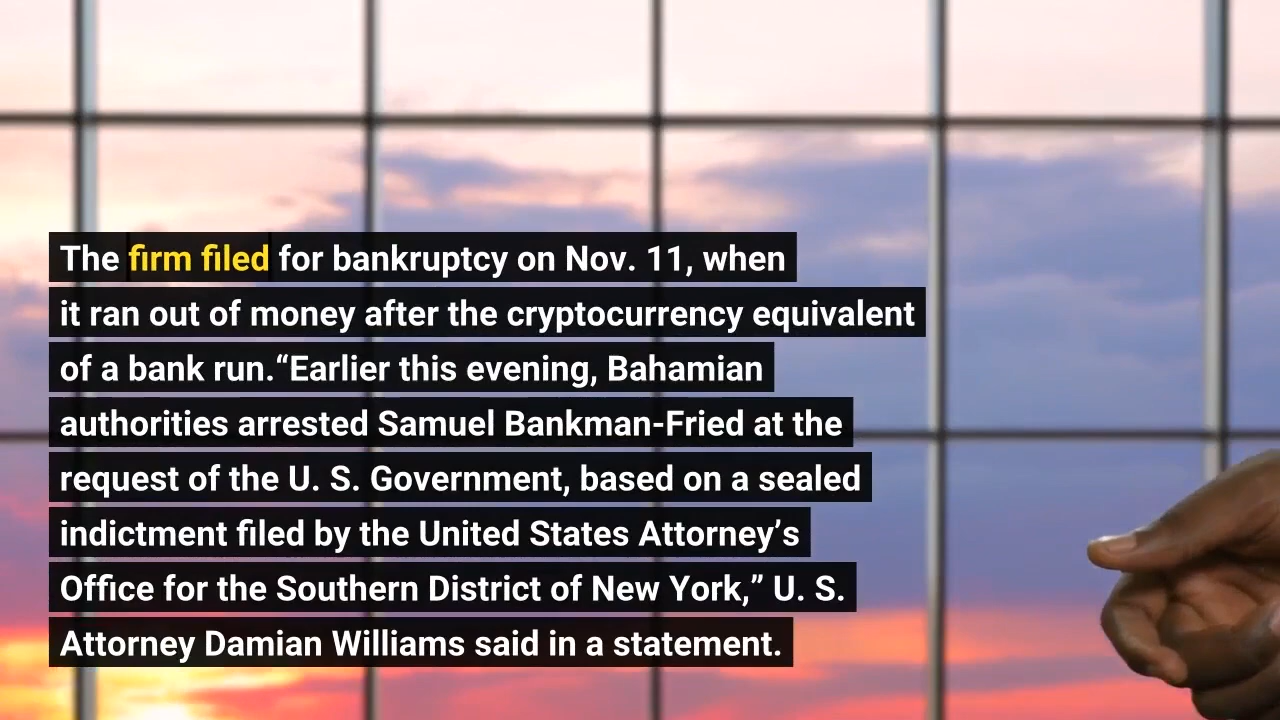 The firm filed for bankruptcy on Nov. 11, when
it ran out of money after the cryptocurrency equivalent
of a bank run.“Earlier this evening, Bahamian
authorities arrested Samuel Bankman-Fried at the
request of the U. S. Government, based on a sealed
indictment filed by the United States Attorney’s
Office for the Southern District of New York,” U. S.
Attorney Damian Williams said in a statement.